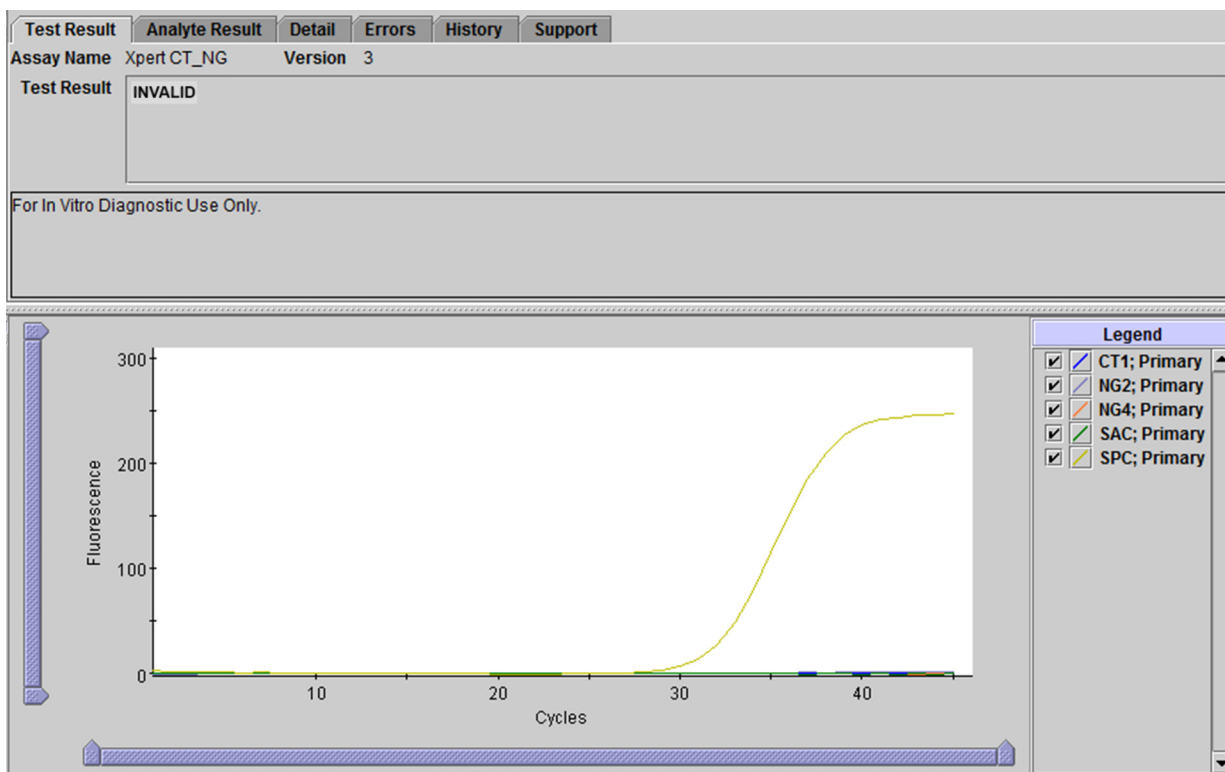 Test Result Analyte Result Detail Errors History Support
Assay Name Xpert CT_NG Version 3
Test Result INVALID
For In Vitro Diagnostic Use Only.
Legend
CT1; Primary
NG2; Primary
NG4; Primary
SAC; Primary
SPC; Primary
300
200
100
0
Fluorescence
10 20 30 40
Cycles